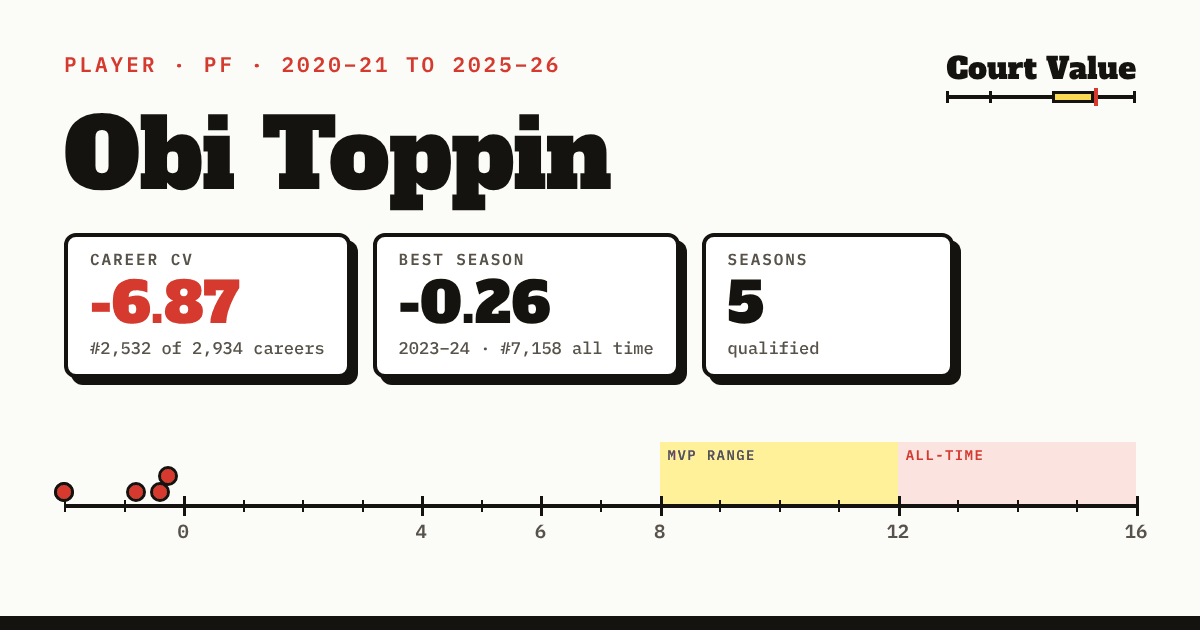 PLAYER · PF · 2020–21 TO 2025–26
Court Value
Obi Toppin
CAREER CV
-6.87
#2,532 of 2,934 careers
BEST SEASON
-0.26
2023–24 · #7,158 all time
SEASONS
5
qualified
MVP RANGE
ALL-TIME
0 4 6 8 12 16